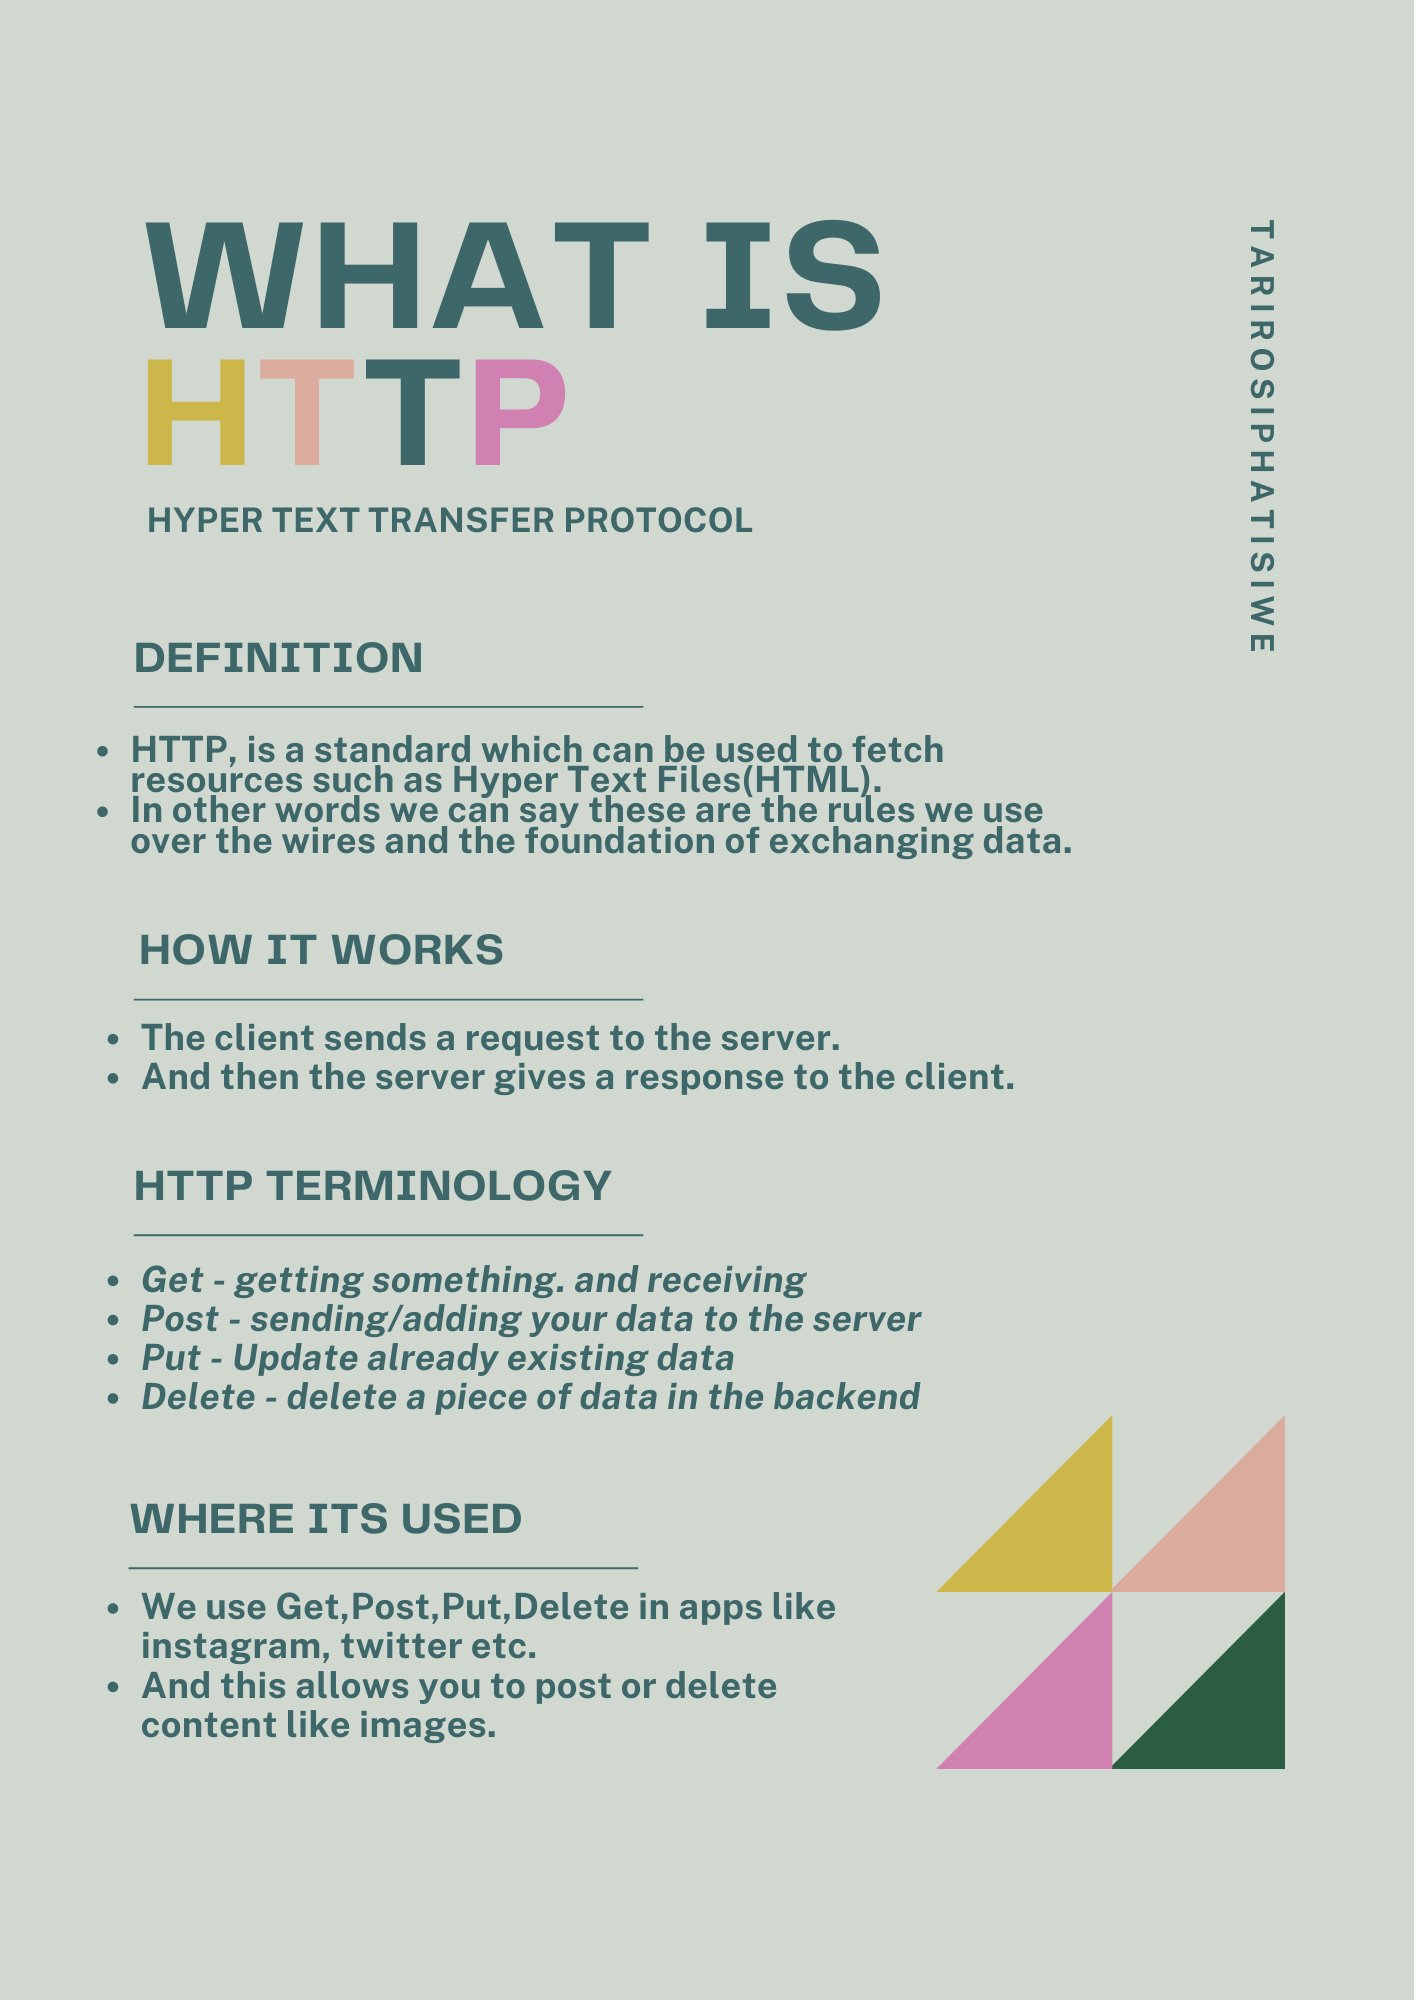 WHAT IS
HTTP
HYPER TEXT TRANSFER PROTOCOL
TARIROSIPHATISIWE
DEFINITION
• HTTP, is a standard which can be used to fetch
resources such as Hyper Text Files(HTML).
• In other words we can say these are the rules we use
over the wires and the foundation of exchanging data.
HOW IT WORKS
• The client sends a request to the server.
• And then the server gives a response to the client.
HTTP TERMINOLOGY
• Get - getting something. and receiving
• Post - sending/adding your data to the server
• Put - Update already existing data
• Delete - delete a piece of data in the backend
WHERE ITS USED
• We use Get,Post,Put,Delete in apps like
instagram, twitter etc.
• And this allows you to post or delete
content like images.